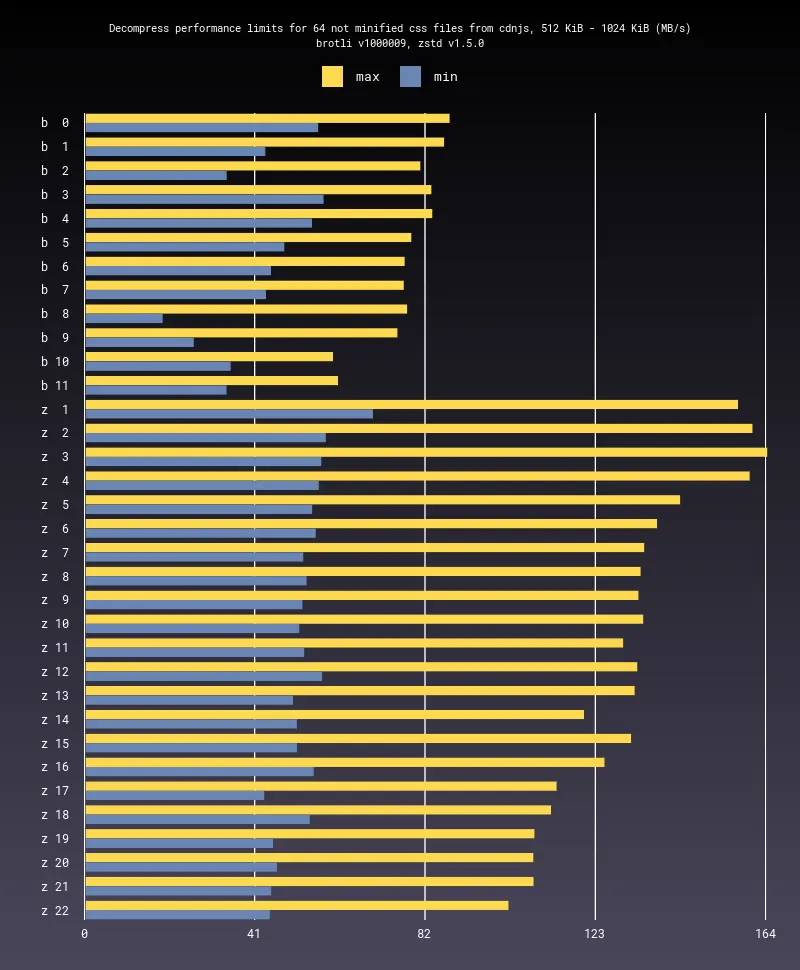 Decompress performance limits for 64 not minified css files from cdnjs, 512 KiB - 1024 KiB (MB/s)
brotli v1000009, zstd v1.5.0
max min
b 0
b 1
b 2
b 3
b 4
b 5
b 6
b 7
b 8
b 9
b 10
b 11
z 1
z 2
z 3
z 4
z 5
z 6
z 7
z 8
z 9
z 10
z 11
z 12
z 13
z 14
z 15
z 16
z 17
z 18
z 19
z 20
z 21
z 22
0 41 82 123 164